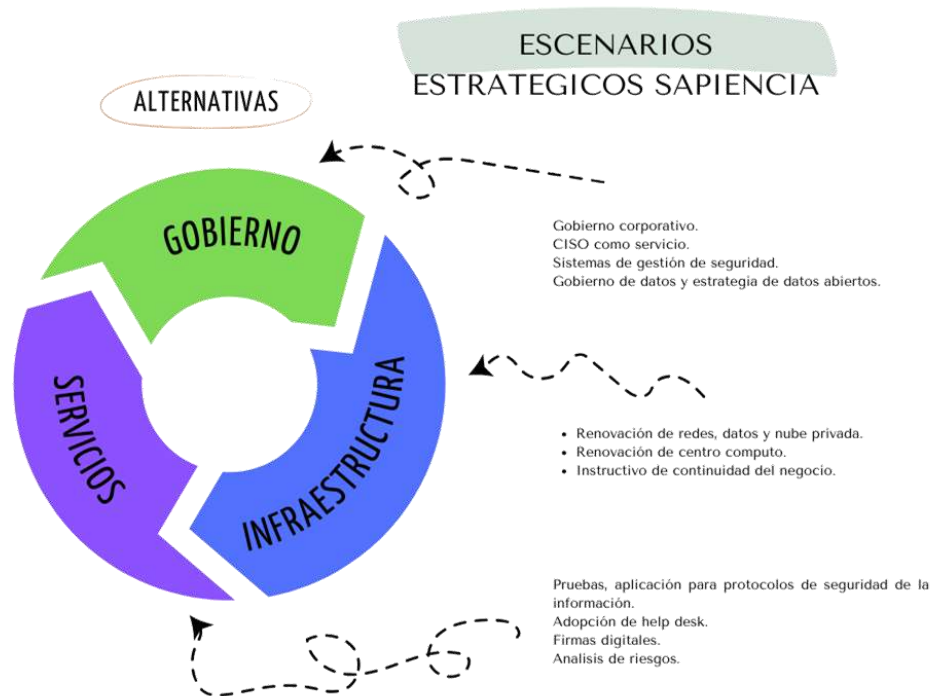 ESCENARIOS
ESTRATEGICOS SAPIENCIA
ALTERNATIVAS
GOBIERNO
Gobierno corporativo.
CISO como servicio.
Sistemas de gestión de seguridad.
Gobierno de datos y estrategia de datos abiertos.
INFRAESTRUCTURA
• Renovación de redes, datos y nube privada.
• Renovación de centro computo.
• Instructivo de continuidad del negocio.
SERVICIOS
Pruebas, aplicación para protocolos de seguridad de la
información.
Adopción de help desk.
Firmas digitales.
Analisis de riesgos.